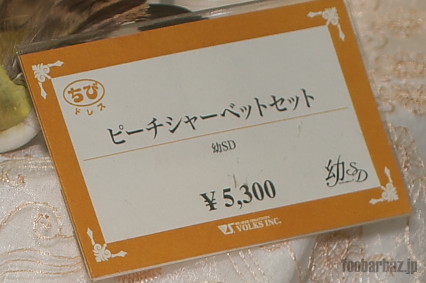 ちび
ドレス
ピーチシャーベットセット
幼SD
¥5,300
幼SD
VOLKS INC.
foobarbaz.jp